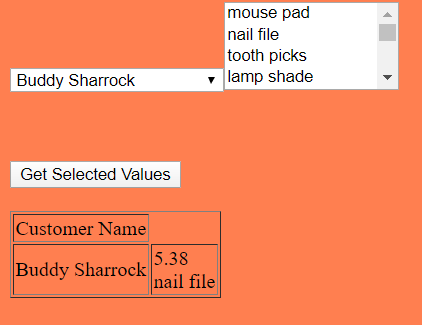 mouse pad
nail file
tooth picks
lamp shade
Buddy Sharrock
Get Selected Values
Customer Name
Buddy Sharrock
5.38
nail file